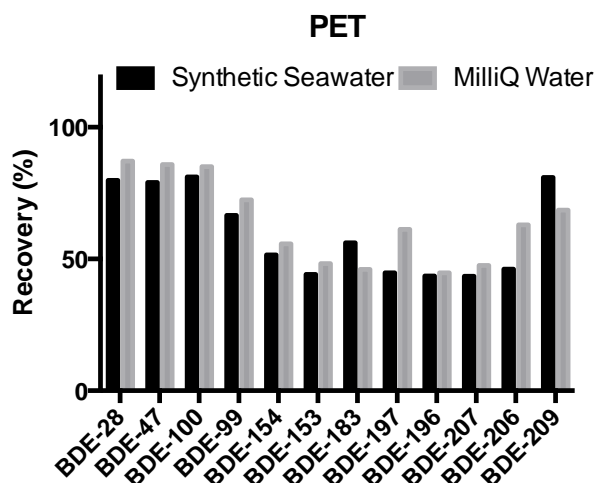 PET
Synthetic Seawater
MilliQ Water
Recovery (%)
100
50
0
BDE-28
BDE-47
BDE-100
BDE-99
BDE-154
BDE-153
BDE-183
BDE-197
BDE-196
BDE-207
BDE-206
BDE-209